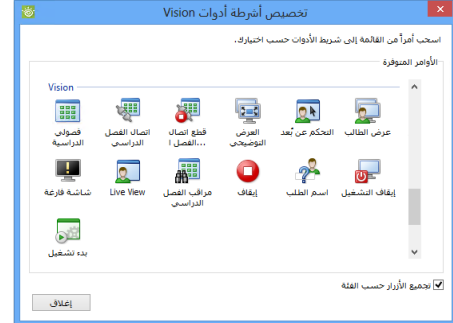 تخصيص أشرطة أدوات Vision
اسحب أمراً من القائمة إلى شريط الأدوات حسب اختيارك.
الأوامر المتوفرة
Vision
عرض الطالب
التحكم عن بُعد
العرض التوضيحي
قطع اتصال الفصل ا...
اتصال الفصل الدراسي
فصولي الدراسية
إيقاف التشغيل
اسم الطلب
إيقاف
مراقب الفصل الدراسي
Live View
شاشة فارغة
بدء تشغيل
تجميع الأزرار حسب الفئة
إغلاق